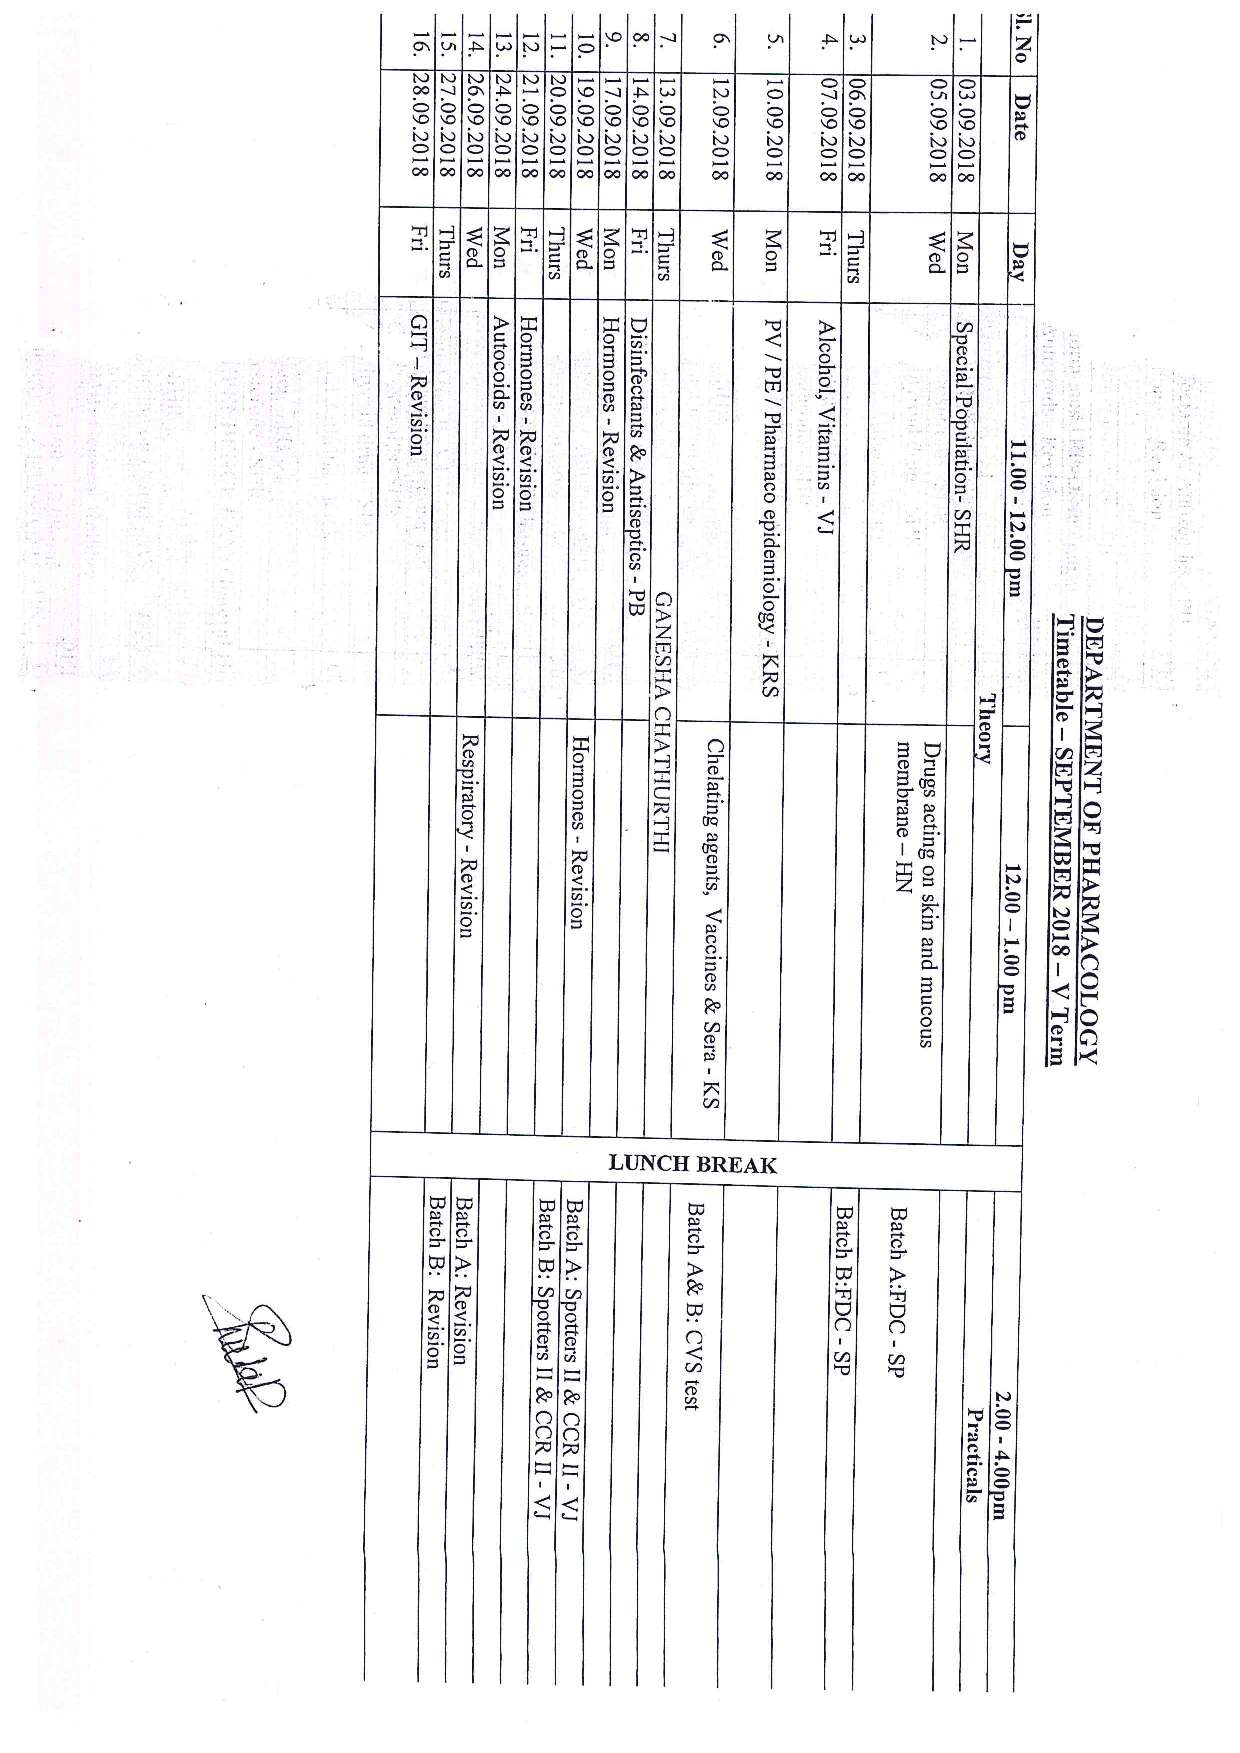 DEPARTMENT OF PHARMACOLOGY
Timetable – SEPTEMBER 2018 – V Term
Sl. No Date Day 11.00 - 12.00 pm 12.00 – 1.00 pm 2.00 - 4.00pm
Theory Practicals
1. 03.09.2018 Mon Special Population- SHR
2. 05.09.2018 Wed Drugs acting on skin and mucous
membrane – HN Batch A:FDC - SP
3. 06.09.2018 Thurs Batch B:FDC - SP
4. 07.09.2018 Fri Alcohol, Vitamins - VJ
5. 10.09.2018 Mon PV / PE / Pharmaco epidemiology - KRS
6. 12.09.2018 Wed Chelating agents, Vaccines & Sera - KS Batch A& B: CVS test
7. 13.09.2018 Thurs GANESHA CHATHURTHI
8. 14.09.2018 Fri Disinfectants & Antiseptics - PB
9. 17.09.2018 Mon Hormones - Revision
10. 19.09.2018 Wed Hormones - Revision Batch A: Spotters II & CCR II - VJ
11. 20.09.2018 Thurs Batch B: Spotters II & CCR II - VJ
12. 21.09.2018 Fri Hormones - Revision
13. 24.09.2018 Mon Autocoids - Revision
14. 26.09.2018 Wed Respiratory - Revision Batch A: Revision
15. 27.09.2018 Thurs Batch B: Revision
16. 28.09.2018 Fri GIT – Revision
LUNCH BREAK